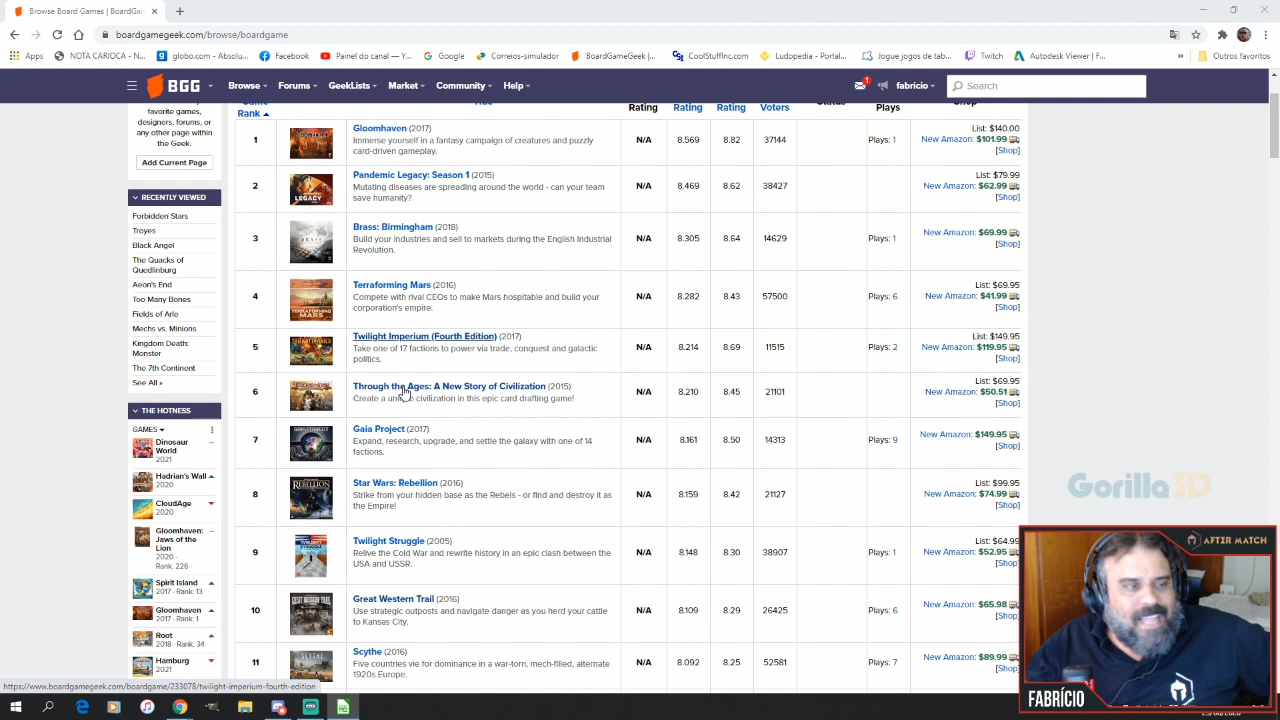 Browse Board Games | BoardGa
boardgamegeek.com/browse/boardgame
Apps
NOTA CARIOCA - N...
globo.com - Absolu...
Facebook
Painel do canal — Y...
Google
Correios-simulador
BoardGameGeek |...
CoolStuffInc.com
Ludopedia - Portal...
Jogue jogos de tab...
Twitch
Autodesk Viewer | F...
»
Outros favoritos
BGG
Browse
Forums
GeekLists
Market
Community
Help
1
fabricio
Search
favorite games,
designers, forums, or
any other page within
the Geek.
Add Current Page
RECENTLY VIEWED
Forbidden Stars
Troyes
Black Angel
The Quacks of
Quedlinburg
Aeon's End
Too Many Bones
Fields of Arle
Mechs vs. Minions
Kingdom Death:
Monster
The 7th Continent
See All »
THE HOTNESS
GAMES
Dinosaur
World
2021
Hadrian's Wall
2020
CloudAge
2020
Gloomhaven:
Jaws of the
Lion
2020 -
Rank: 226
Spirit Island
2017 - Rank: 13
Gloomhaven
2017 - Rank: 1
Root
2018 - Rank: 34
Hamburg
2021
Rank
Title
Rating
Rating
Rating
Voters
Status
Plays
Shop
1
Gloomhaven (2017)
Immerse yourself in a fantasy campaign of creatures and puzzly
card-driven gameplay.
N/A
8.569
8.82
37144
Plays: 1
List: $140.00
New Amazon: $101.99
[Shop]
2
Pandemic Legacy: Season 1 (2015)
Mutating diseases are spreading around the world - can your team
save humanity?
N/A
8.469
8.62
38427
List: $79.99
New Amazon: $62.99
[Shop]
3
Brass: Birmingham (2018)
Build your industries and sell to markets during the English Industrial
Revolution.
N/A
8.305
8.64
14629
Plays: 1
New Amazon: $69.99
[Shop]
4
Terraforming Mars (2016)
Compete with rival CEOs to make Mars hospitable and build your
corporation's empire.
N/A
8.282
8.43
57500
Plays: 6
List: $69.95
New Amazon: $41.99
[Shop]
5
Twilight Imperium (Fourth Edition) (2017)
Take one of 17 factions to power via trade, conquest and galactic
politics.
N/A
8.214
8.69
11515
Plays: 2
List: $149.95
New Amazon: $119.95
[Shop]
6
Through the Ages: A New Story of Civilization (2015)
Create a civilization in this epic card drafting game!
N/A
8.210
8.45
21101
List: $69.95
New Amazon: $50.51
[Shop]
7
Gaia Project (2017)
Expand, research, upgrade, and settle the galaxy with one of 14
factions.
N/A
8.161
8.50
14313
Plays: 9
New Amazon: $149.95
[Shop]
8
Star Wars: Rebellion (2016)
Strike from your hidden base as the Rebels - or find and destroy it as
the Empire!
N/A
8.159
8.42
21127
List: $99.95
New Amazon: $74.99
[Shop]
9
Twilight Struggle (2005)
Relive the Cold War and rewrite history in an epic clash between the
USA and USSR.
N/A
8.148
8.30
38907
Plays: 1
List: $64.99
New Amazon: $52.95
[Shop]
10
Great Western Trail (2016)
Use strategic outposts and navigate danger as you herd your cattle
to Kansas City.
N/A
8.109
8.29
26425
Plays: 6
New Amazon: $65.98
[Shop]
Scythe (2016)
Five countries vie for dominance in a war-torn, mech-filled, alternate
1920s Europe.
N/A
8.092
8.25
52581
Plays: 7
New Amazon: $89.99
[Shop]
Gorilla3D
AFT2R MATCH
FABRÍCIO
https://www.boardgamegeek.com/boardgame/233078/twilight-imperium-fourth-edition